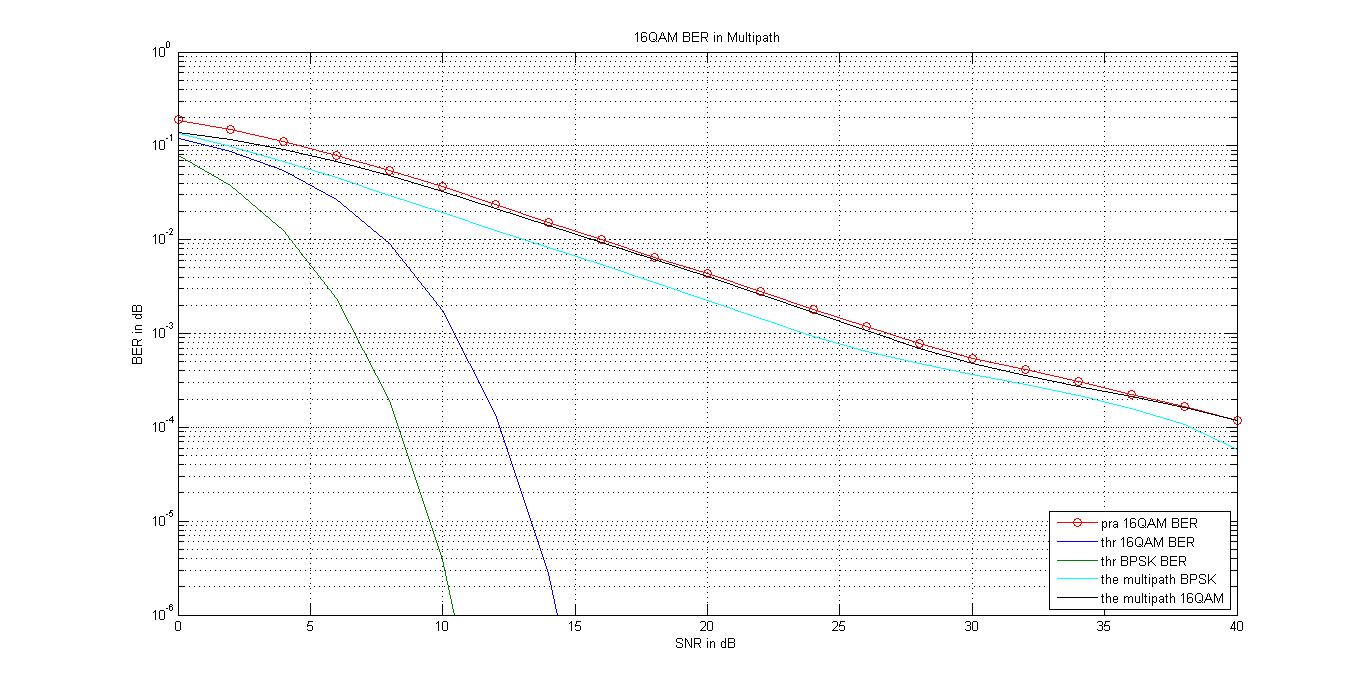 16QAM BER in Multipath
10^0
10^-1
10^-2
10^-3
10^-4
10^-5
10^-6
BER in dB
0 5 10 15 20 25 30 35 40
SNR in dB
pra 16QAM BER
thr 16QAM BER
thr BPSK BER
the multipath BPSK
the multipath 16QAM